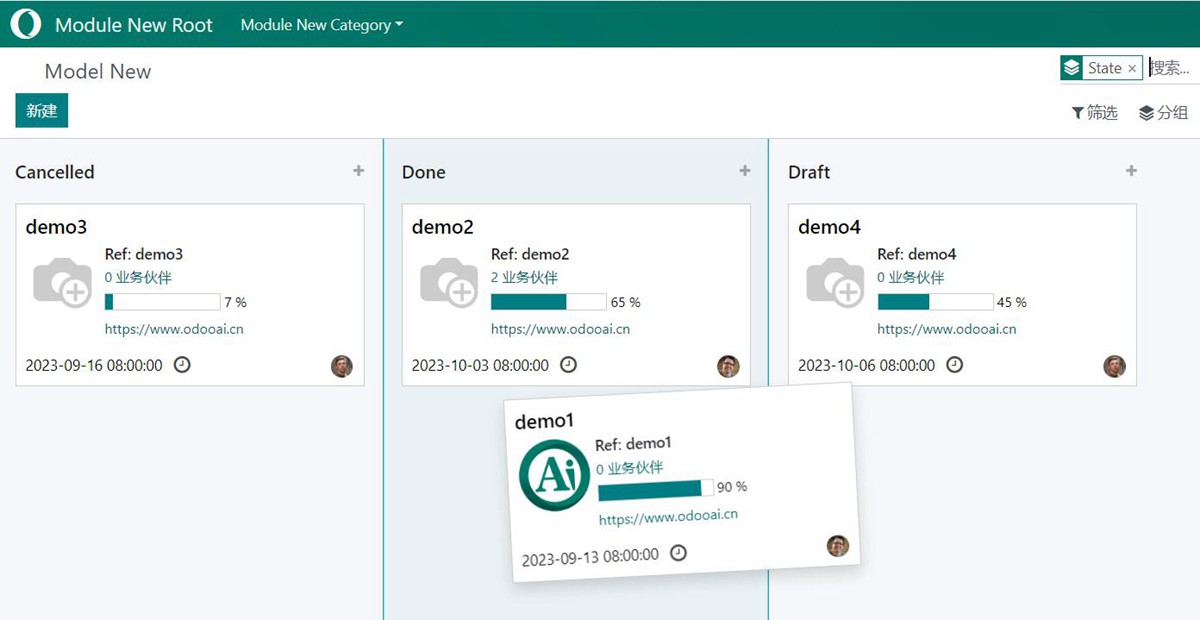 Module New Root Module New Category
Model New
State × 搜索...
新建
筛选 分组
Cancelled +
demo3
Ref: demo3
0 业务伙伴
7 %
https://www.odooai.cn
2023-09-16 08:00:00
Done +
demo2
Ref: demo2
2 业务伙伴
65 %
https://www.odooai.cn
2023-10-03 08:00:00
Draft +
demo4
Ref: demo4
0 业务伙伴
45 %
https://www.odooai.cn
2023-10-06 08:00:00
demo1
Ai
Ref: demo1
0 业务伙伴
90 %
https://www.odooai.cn
2023-09-13 08:00:00